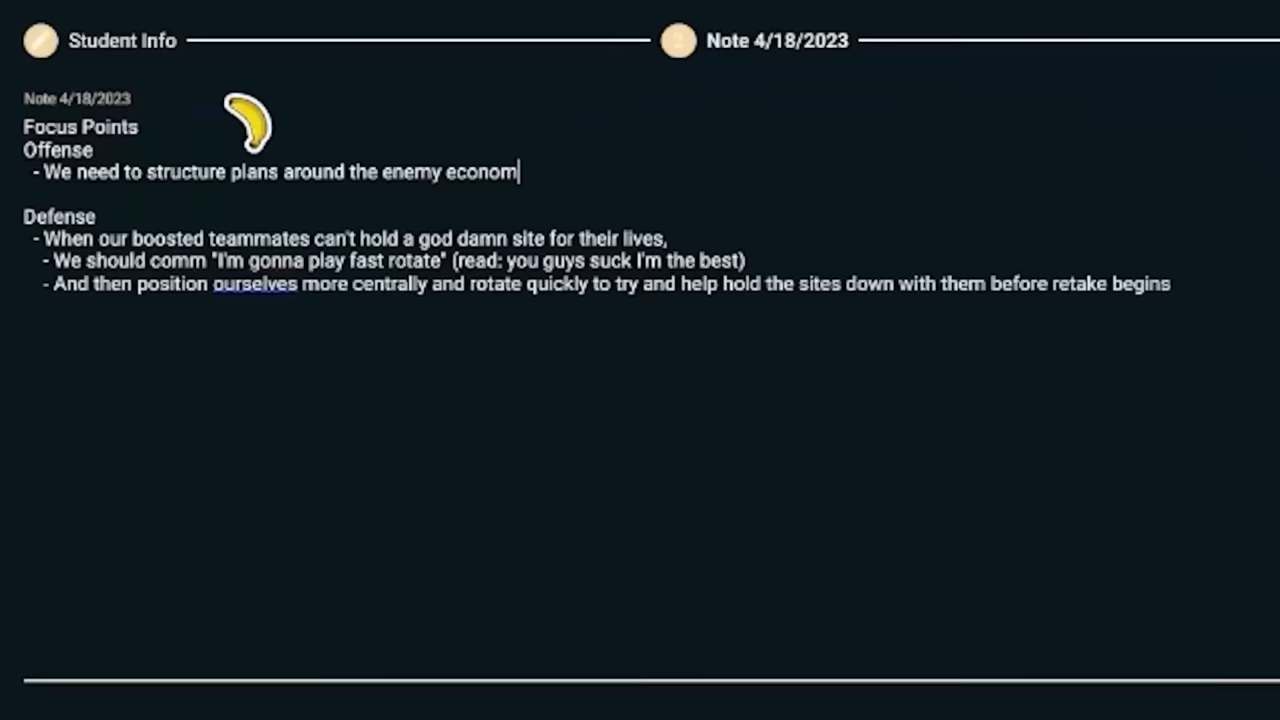 Student Info
2 Note 4/18/2023
Note 4/18/2023
Focus Points
Offense
- We need to structure plans around the enemy econom
Defense
- When our boosted teammates can't hold a god damn site for their lives,
- We should comm "I'm gonna play fast rotate" (read: you guys suck I'm the best)
- And then position ourselves more centrally and rotate quickly to try and help hold the sites down with them before retake begins